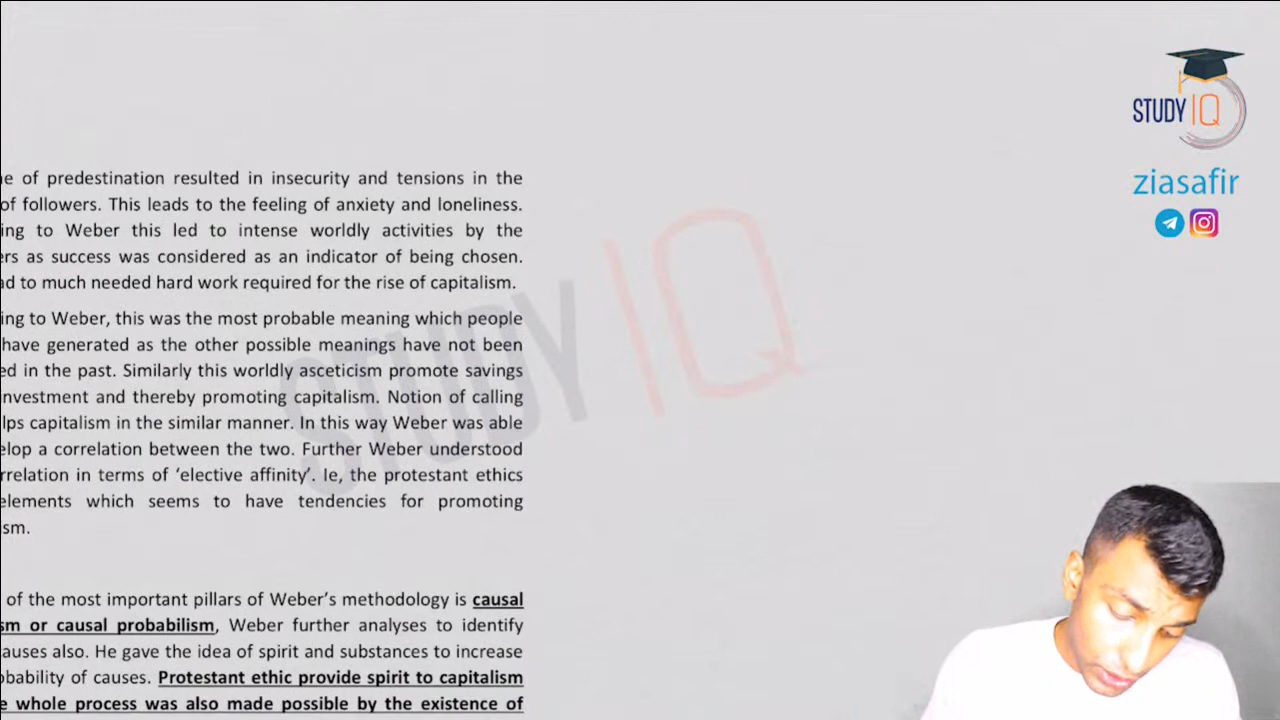 e of predestination resulted in insecurity and tensions in the
of followers. This leads to the feeling of anxiety and loneliness.
ing to Weber this led to intense worldly activities by the
ers as success was considered as an indicator of being chosen.
ad to much needed hard work required for the rise of capitalism.
ing to Weber, this was the most probable meaning which people
have generated as the other possible meanings have not been
ed in the past. Similarly this worldly asceticism promote savings
investment and thereby promoting capitalism. Notion of calling
lps capitalism in the similar manner. In this way Weber was able
elop a correlation between the two. Further Weber understood
rrelation in terms of ‘elective affinity’. Ie, the protestant ethics
elements which seems to have tendencies for promoting
sm.
of the most important pillars of Weber’s methodology is causal
sm or causal probabilism, Weber further analyses to identify
auses also. He gave the idea of spirit and substances to increase
obability of causes. Protestant ethic provide spirit to capitalism
e whole process was also made possible by the existence of
STUDY IQ
STUDY IQ
ziasafir